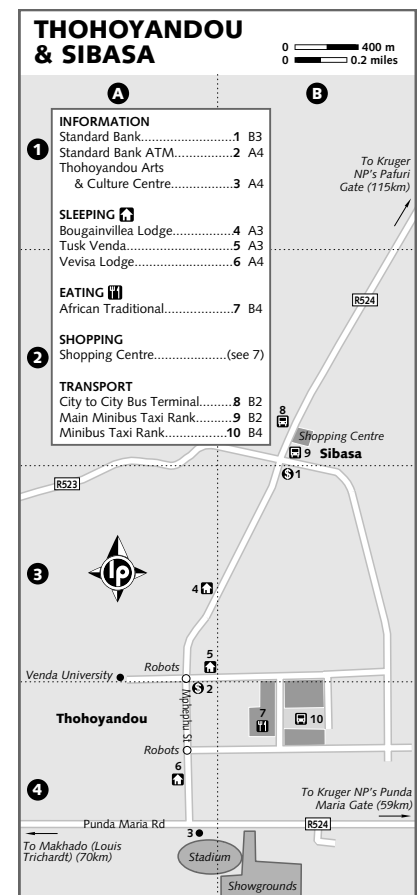 THOHOYANDOU
& SIBASA
0 400 m
0 0.2 miles
A B
1
INFORMATION
Standard Bank......................1 B3
Standard Bank ATM..............2 A4
Thohoyandou Arts
& Culture Centre................3 A4
SLEEPING
Bougainvillea Lodge.............4 A3
Tusk Venda..........................5 A3
Vevisa Lodge........................6 A4
EATING
African Traditional................7 B4
2
SHOPPING
Shopping Centre...................(see 7)
TRANSPORT
City to City Bus Terminal.........8 B2
Main Minibus Taxi Rank..........9 B2
Minibus Taxi Rank.................10 B4
To Kruger
NP's Pafuri
Gate (115km)
R524
8
Shopping Centre
9 Sibasa
$ 1
R523
lp
3
4
5
Robots
Venda University
$ 2
Mphephu St
Thohoyandou
7
10
Robots
6
4
To Kruger NP's Punda
Maria Gate (59km)
Punda Maria Rd
R524
3
To Makhado (Louis
Trichardt) (70km)
Stadium
Showgrounds